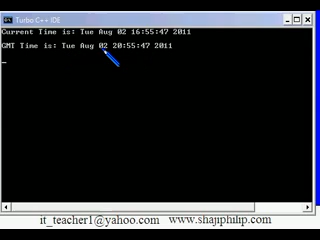 Turbo C++ IDE
Current Time is: Tue Aug 02 16:55:47 2011
GMT Time is: Tue Aug 02 20:55:47 2011
it_teacher1@yahoo.com www.shajiphilip.com